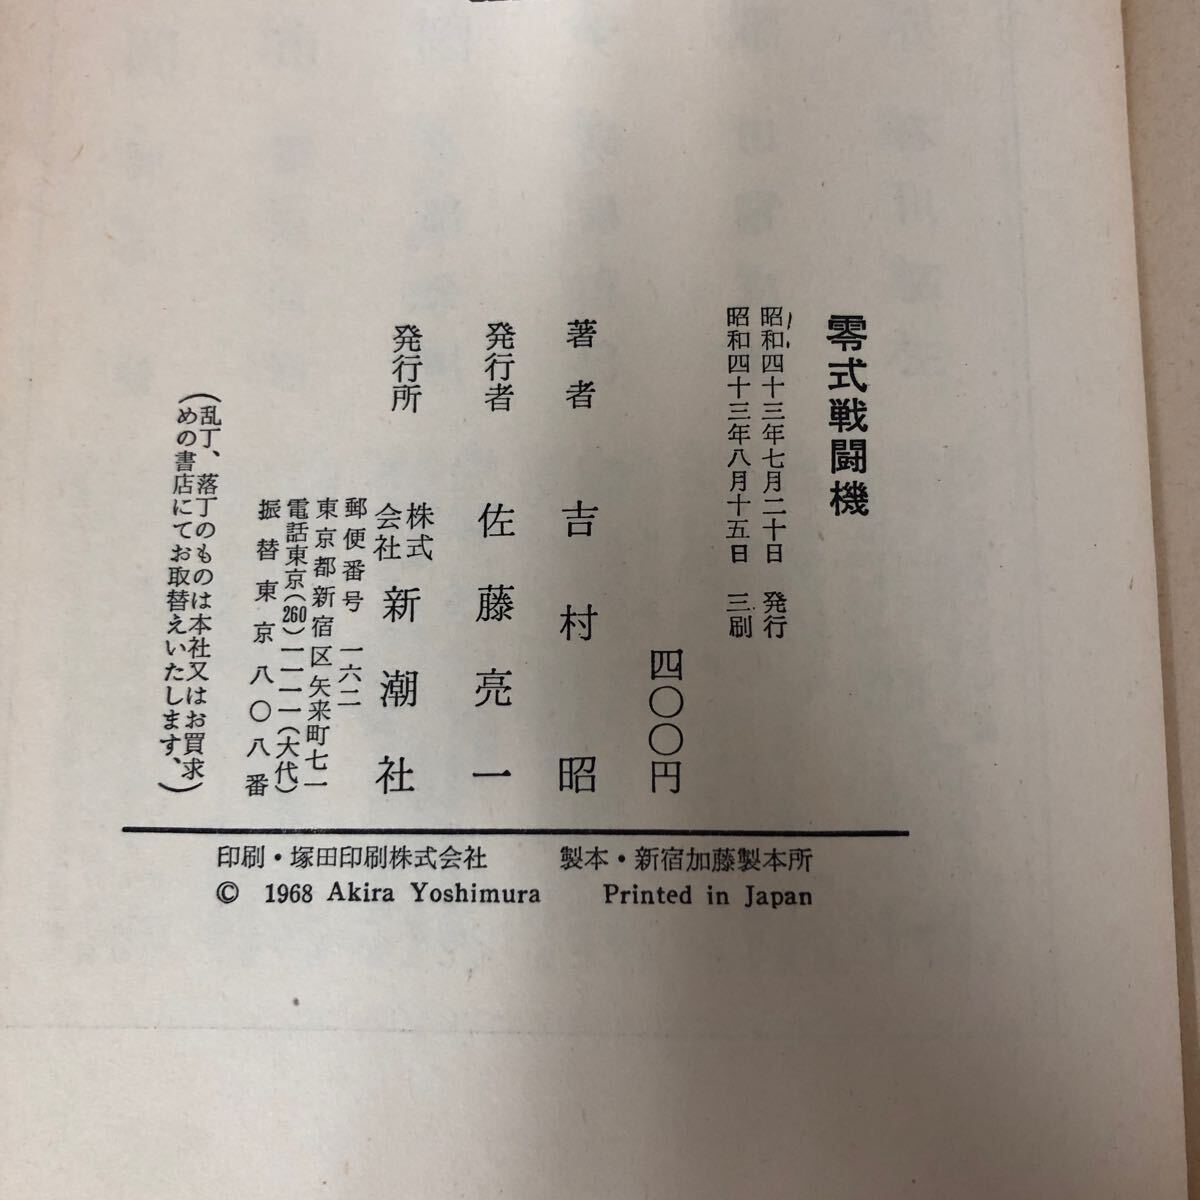 零式戦闘機
昭和四十三年七月二十日 発行
昭和四十三年八月十五日 三刷
四〇〇円
著者 吉村昭
発行者 佐藤亮一
発行所 株式会社 新潮社
郵便番号 一六二
東京都新宿区矢来町七一
電話東京(260)一一一一(大代)
振替東京八〇八番
(乱丁、落丁のものは本社又はお買求
めの書店にてお取替えいたします。)
印刷・塚田印刷株式会社 製本・新宿加藤製本所
© 1968 Akira Yoshimura Printed in Japan